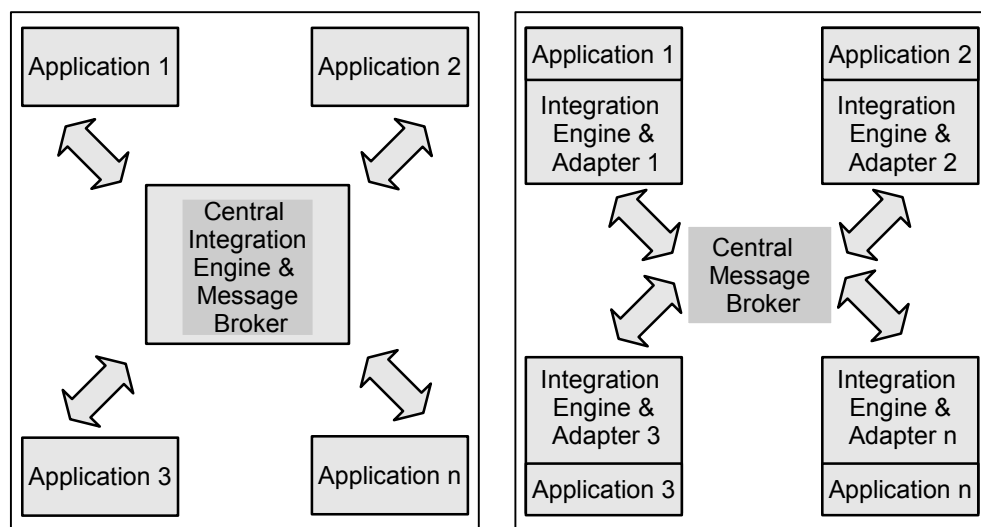 Application 1
Application 2
Central
Integration
Engine &
Message
Broker
Application 3
Application n
Application 1
Integration
Engine &
Adapter 1
Application 2
Integration
Engine &
Adapter 2
Central
Message
Broker
Integration
Engine &
Adapter 3
Application 3
Integration
Engine &
Adapter n
Application n